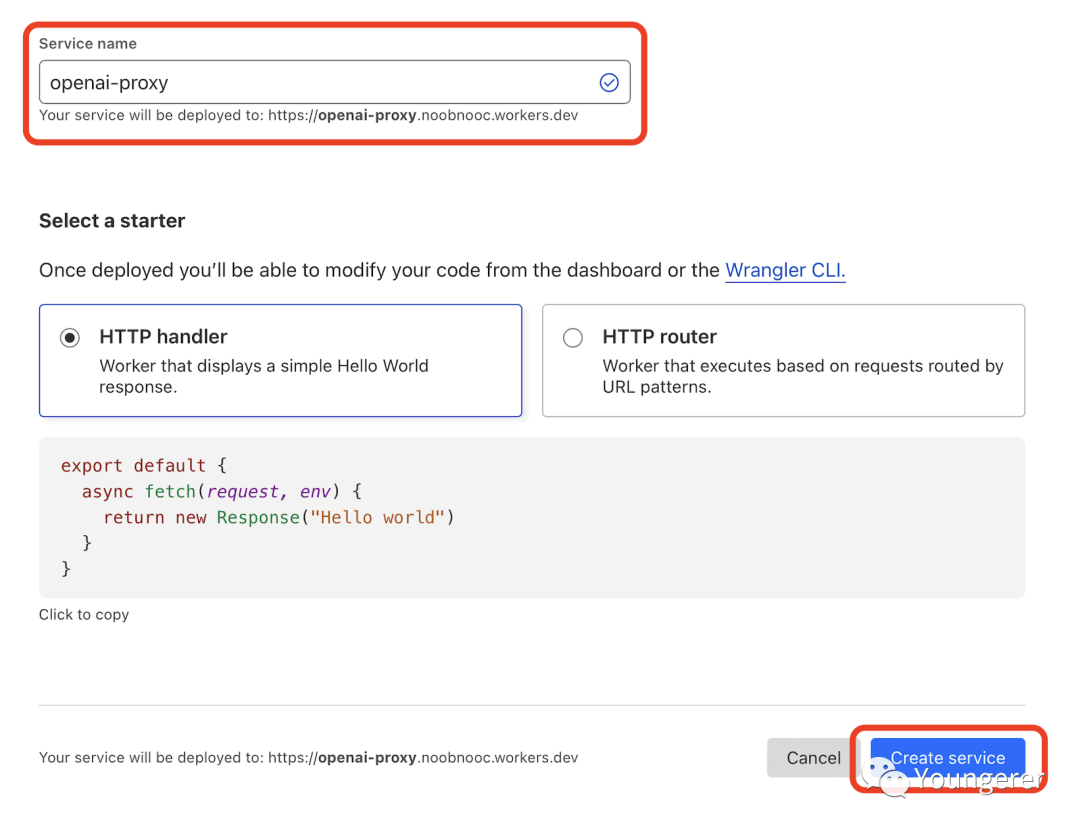 Service name
openai-proxy
Your service will be deployed to: https://openai-proxy.noobnooc.workers.dev
Select a starter
Once deployed you’ll be able to modify your code from the dashboard or the Wrangler CLI.
HTTP handler
Worker that displays a simple Hello World
response.
HTTP router
Worker that executes based on requests routed by
URL patterns.
export default {
  async fetch(request, env) {
    return new Response("Hello world")
  }
}
Click to copy
Your service will be deployed to: https://openai-proxy.noobnooc.workers.dev
Cancel
Create service
Youngerer